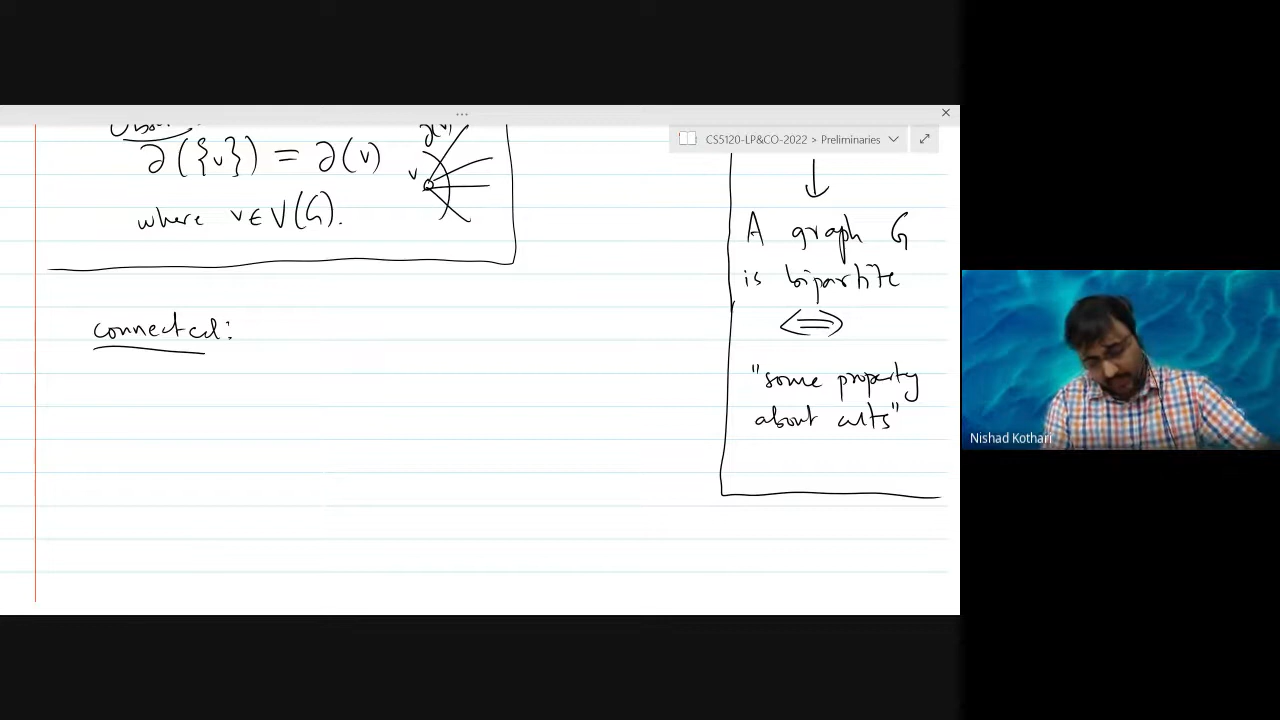 CS5120-LP&CO-2022 > Preliminaries
∂({v}) = ∂(v)
∂(v)
v
where v ∈ V(G).
connected:
A graph G
is bipartite
⟺
"some property
about cuts"
Nishad Kothari